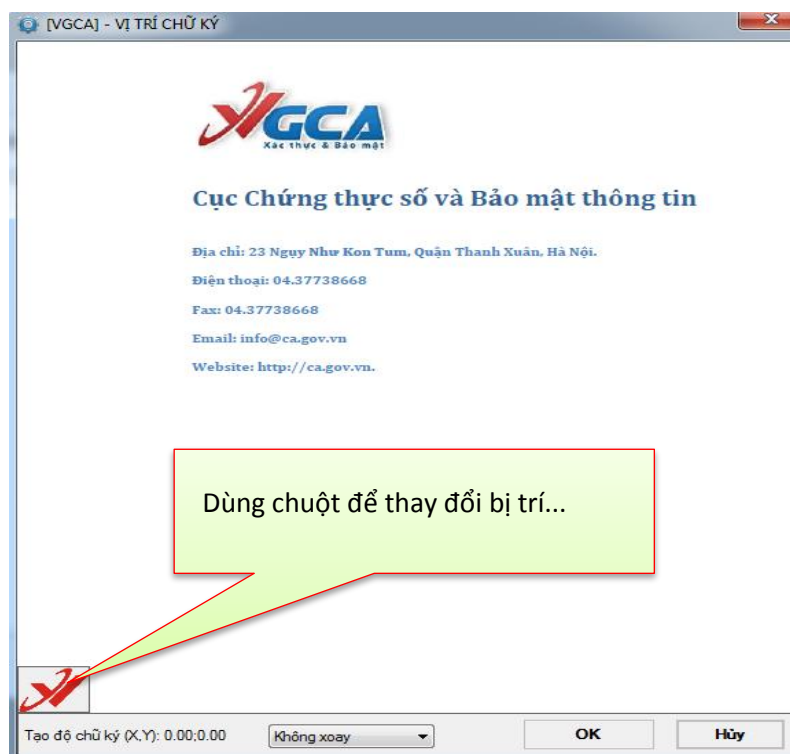 [VGCA] - VỊ TRÍ CHỮ KÝ
VGCA
Xác thực & Bảo mật
Cục Chứng thực số và Bảo mật thông tin
Địa chỉ: 23 Ngụy Như Kon Tum, Quận Thanh Xuân, Hà Nội.
Điện thoại: 04.37738668
Fax: 04.37738668
Email: info@ca.gov.vn
Website: http://ca.gov.vn.
Dùng chuột để thay đổi bị trí...
Tạo độ chữ ký (X,Y): 0.00;0.00
Không xoay
OK
Hủy